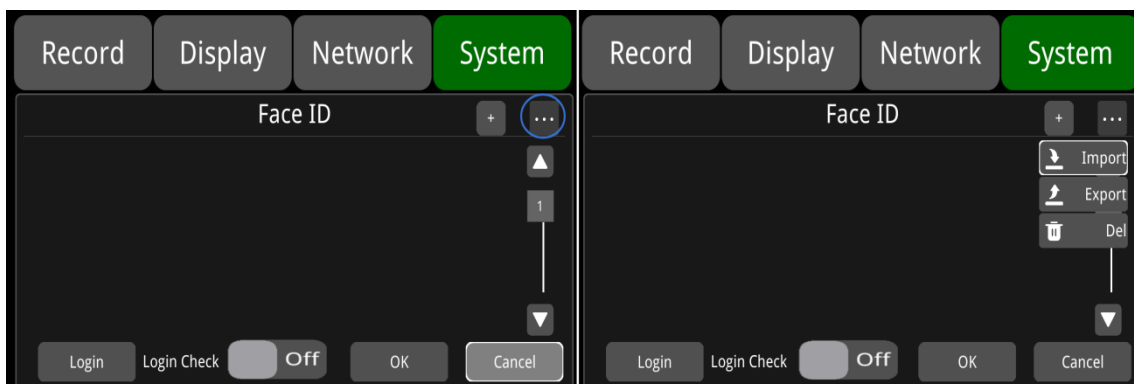 Record Display Network System
Face ID + ...
1
Login Login Check Off OK Cancel
Record Display Network System
Face ID + ...
Import
Export
Del
Login Login Check Off OK Cancel